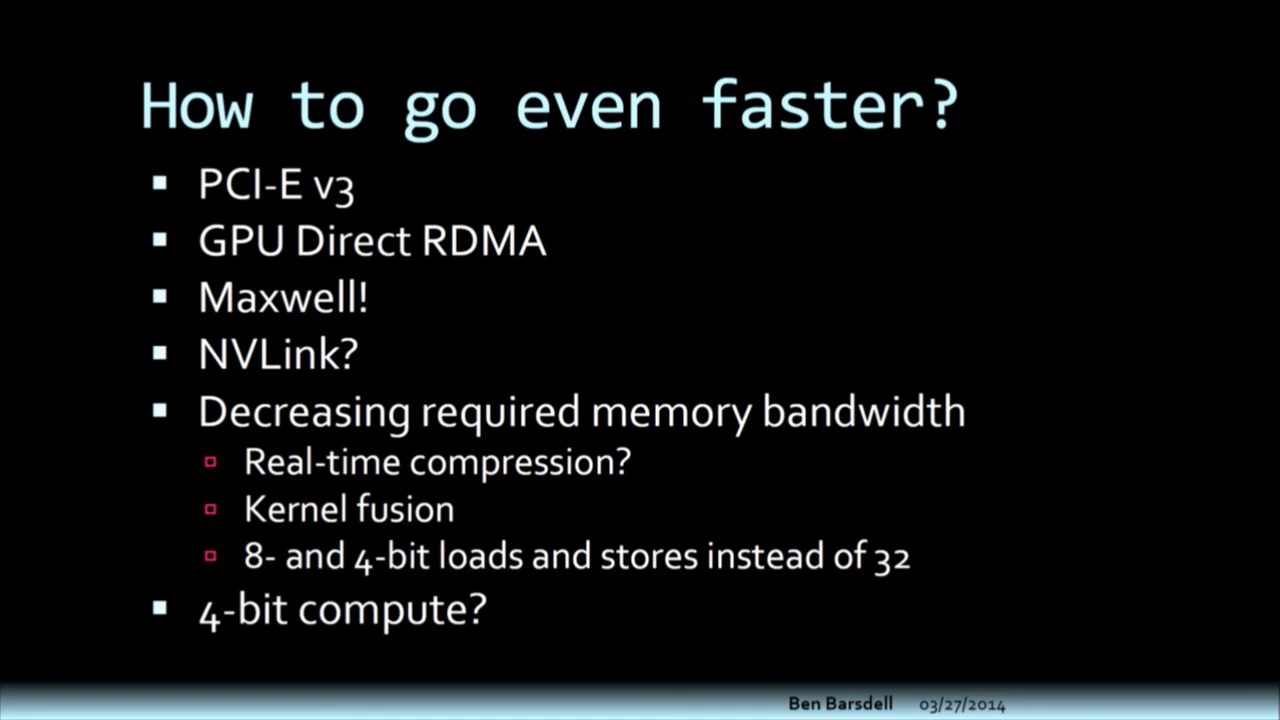 How to go even faster?
PCI-E v3
GPU Direct RDMA
Maxwell!
NVLink?
Decreasing required memory bandwidth
Real-time compression?
Kernel fusion
8- and 4-bit loads and stores instead of 32
4-bit compute?
Ben Barsdell 03/27/2014